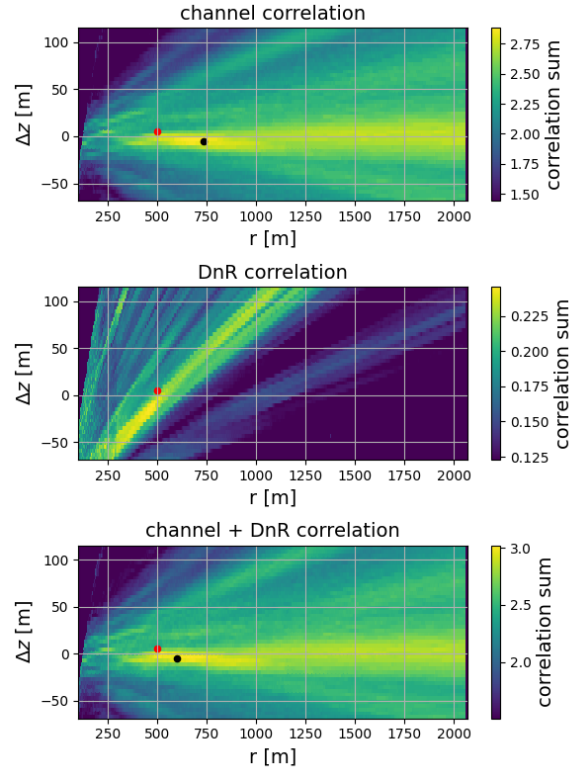 channel correlation
100
50
0
−50
Δz [m]
250 500 750 1000 1250 1500 1750 2000
r [m]
2.75
2.50
2.25
2.00
1.75
1.50
correlation sum
DnR correlation
100
50
0
−50
Δz [m]
250 500 750 1000 1250 1500 1750 2000
r [m]
0.225
0.200
0.175
0.150
0.125
correlation sum
channel + DnR correlation
100
50
0
−50
Δz [m]
250 500 750 1000 1250 1500 1750 2000
r [m]
3.0
2.5
2.0
correlation sum